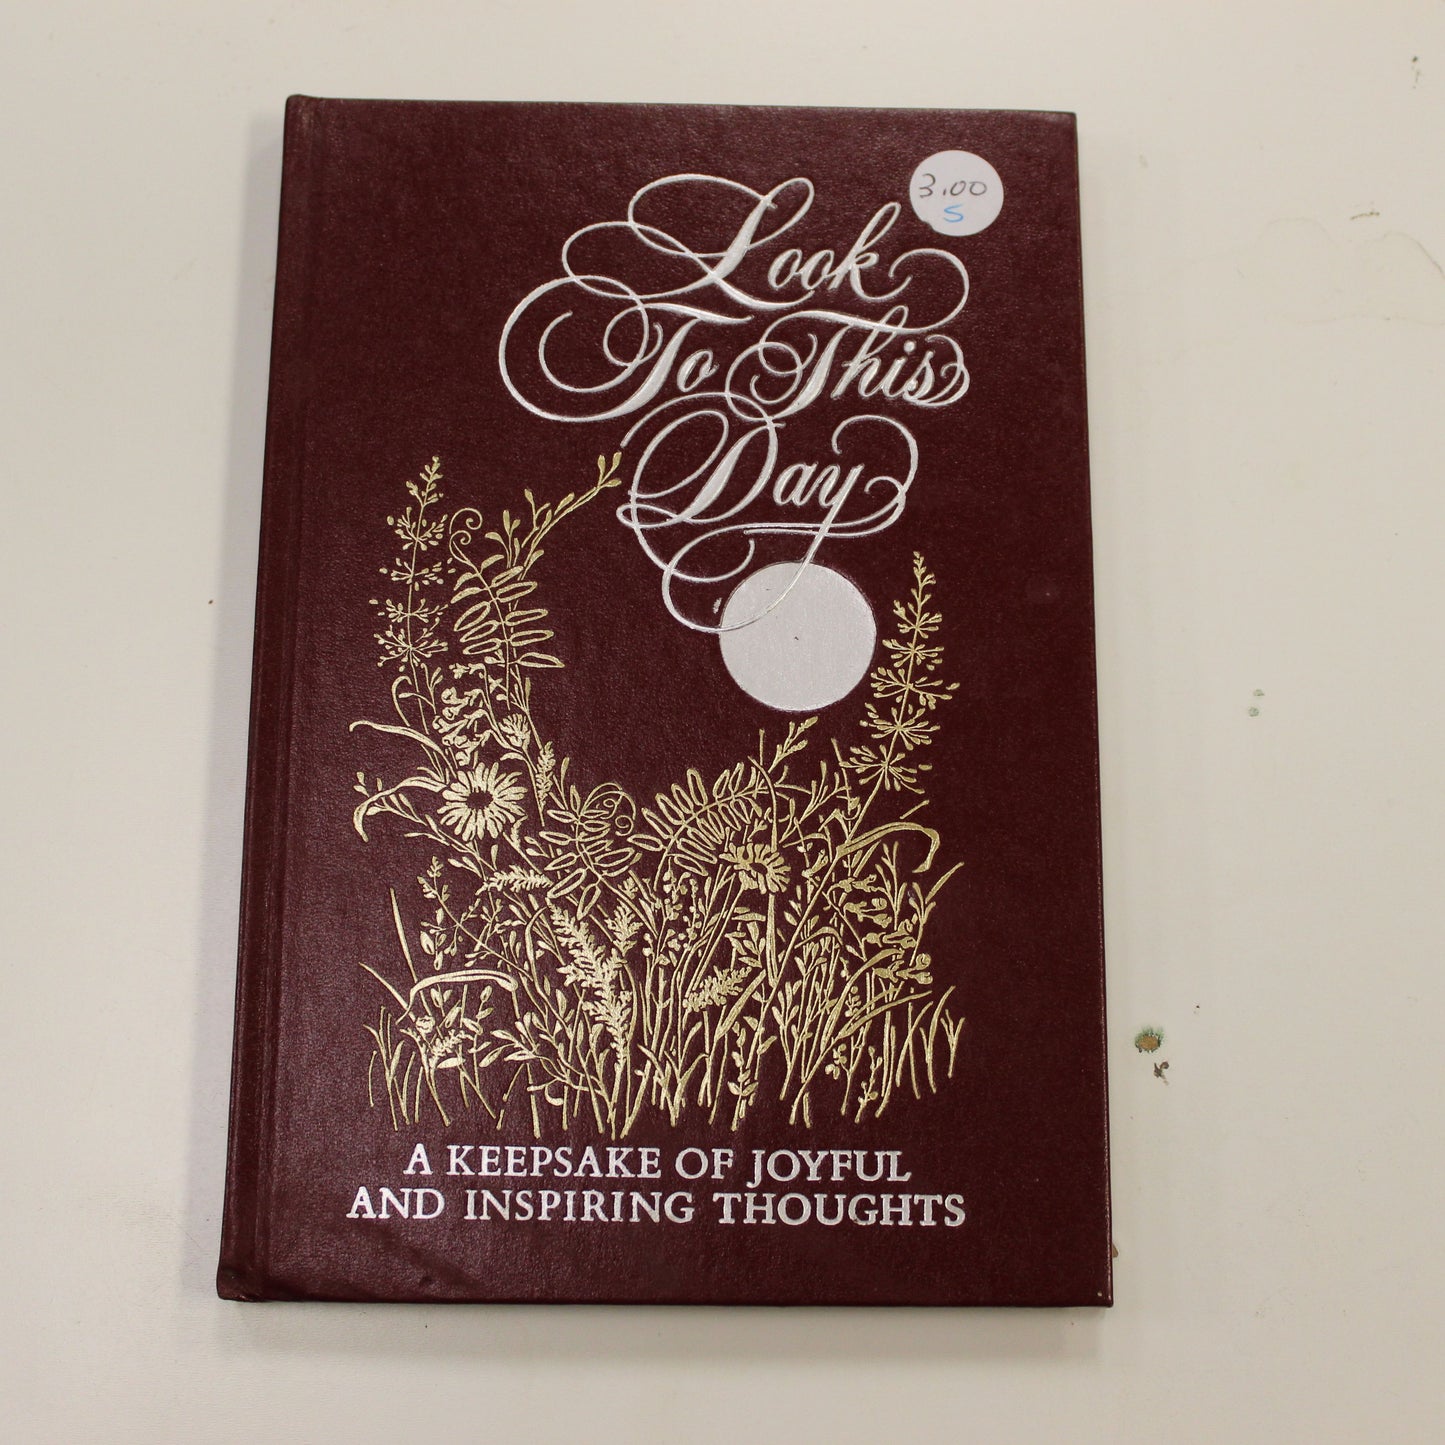 3.00
S
Look
To This
Day
A KEEPSAKE OF JOYFUL
AND INSPIRING THOUGHTS